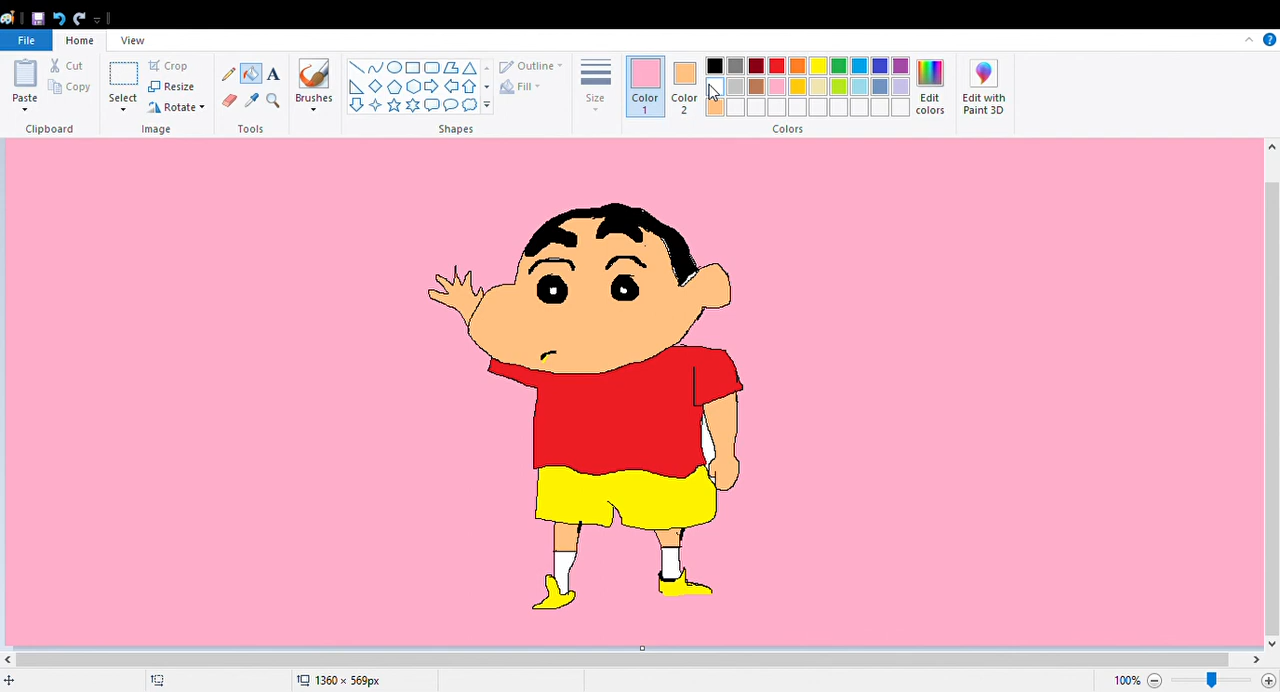 File Home View
Paste
Cut
Copy
Clipboard
Select
Crop
Resize
Rotate
Image
A
Tools
Brushes
Outline
Fill
Shapes
Size
Color 1
Color 2
Edit colors
Colors
Edit with Paint 3D
?
1360 × 569px
100%